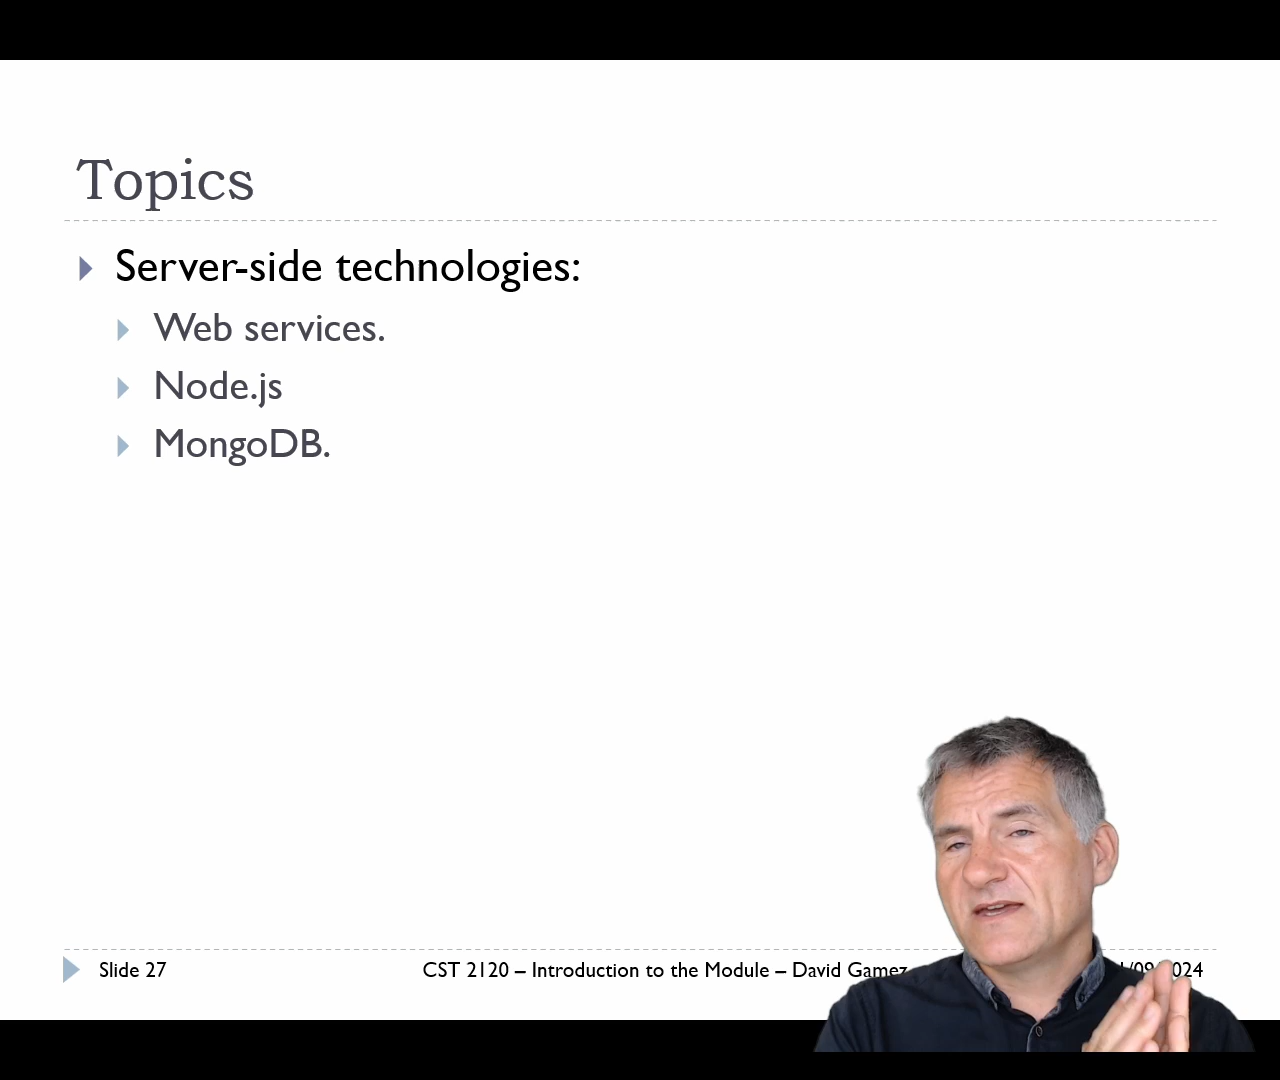 Topics
Server-side technologies:
Web services.
Node.js
MongoDB.
Slide 27
CST 2120 – Introduction to the Module – David Gamez